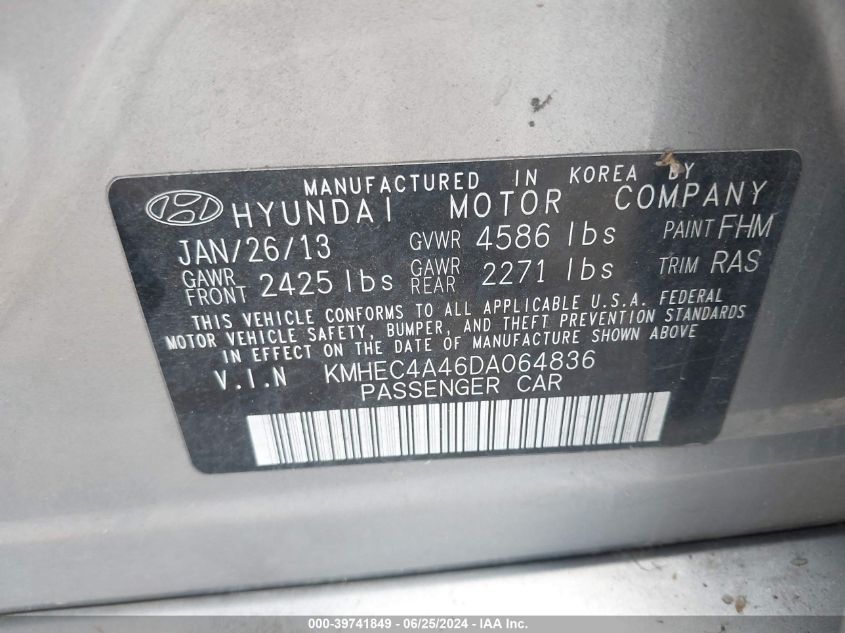 MANUFACTURED IN KOREA BY
HYUNDAI MOTOR COMPANY
JAN/26/13 GVWR 4586 lbs PAINT FHM
GAWR FRONT 2425 lbs GAWR REAR 2271 lbs TRIM RAS
THIS VEHICLE CONFORMS TO ALL APPLICABLE U.S.A. FEDERAL
MOTOR VEHICLE SAFETY, BUMPER, AND THEFT PREVENTION STANDARDS
IN EFFECT ON THE DATE OF MANUFACTURE SHOWN ABOVE
V.I.N KMHEC4A46DA064836
PASSENGER CAR
000-39741849 - 06/25/2024 - IAA Inc.